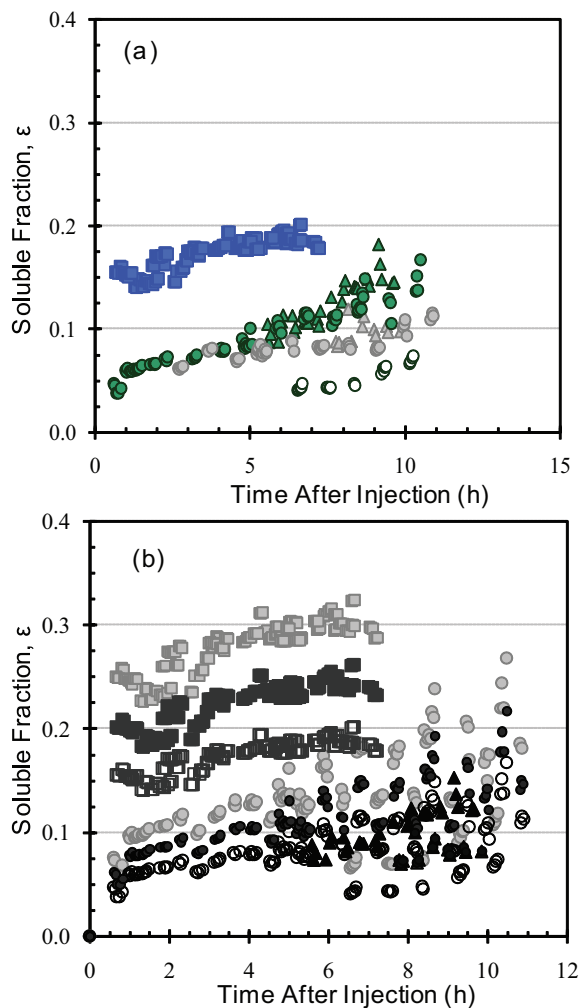 0.4
(a)
0.3
Soluble Fraction, ε
0.2
0.1
0.0
0 5 10 15
Time After Injection (h)
0.4
(b)
0.3
Soluble Fraction, ε
0.2
0.1
0.0
0 2 4 6 8 10 12
Time After Injection (h)